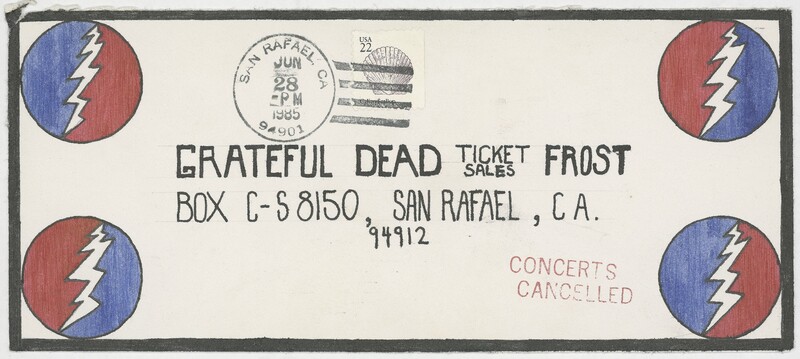 SAN RAFAEL, CA
JUN
28
PM
1985
94901
USA
22
GRATEFUL DEAD TICKET SALES FROST
BOX C-S 8150, SAN RAFAEL, CA.
94912
CONCERTS
CANCELLED